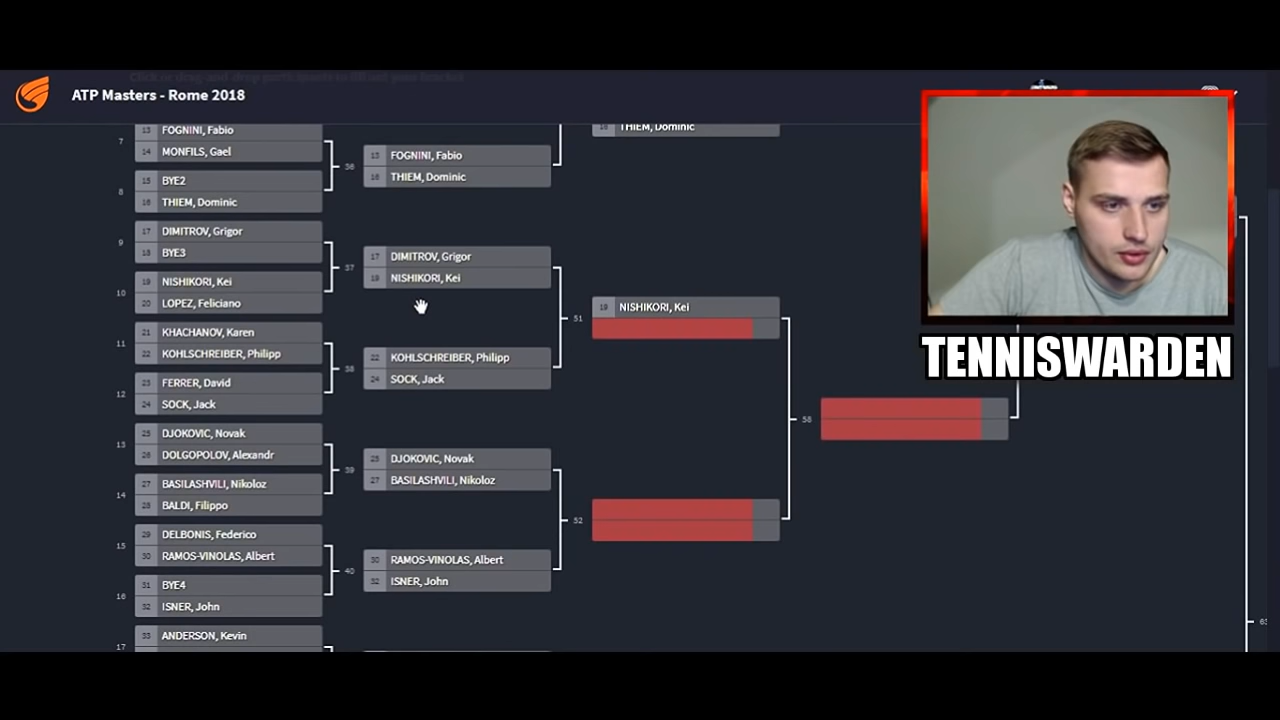 ATP Masters - Rome 2018
7
13 FOGNINI, Fabio
14 MONFILS, Gael
8
15 BYE2
16 THIEM, Dominic
9
17 DIMITROV, Grigor
18 BYE3
10
19 NISHIKORI, Kei
20 LOPEZ, Feliciano
11
21 KHACHANOV, Karen
22 KOHLSCHREIBER, Philipp
12
23 FERRER, David
24 SOCK, Jack
13
25 DJOKOVIC, Novak
26 DOLGOPOLOV, Alexandr
14
27 BASILASHVILI, Nikoloz
28 BALDI, Filippo
15
29 DELBONIS, Federico
30 RAMOS-VINOLAS, Albert
16
31 BYE4
32 ISNER, John
17
33 ANDERSON, Kevin
36
13 FOGNINI, Fabio
16 THIEM, Dominic
37
17 DIMITROV, Grigor
19 NISHIKORI, Kei
38
22 KOHLSCHREIBER, Philipp
24 SOCK, Jack
39
25 DJOKOVIC, Novak
27 BASILASHVILI, Nikoloz
40
30 RAMOS-VINOLAS, Albert
32 ISNER, John
16 THIEM, Dominic
51
19 NISHIKORI, Kei
52
58
63
TENNISWARDEN